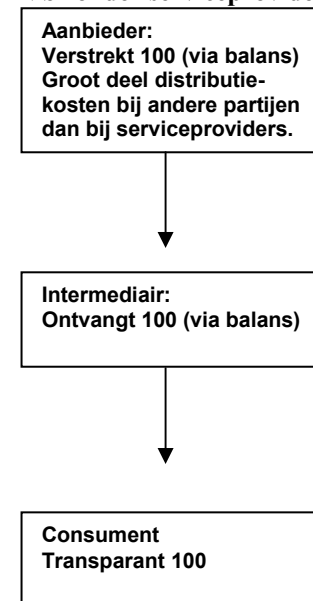 Aanbieder:
Verstrekt 100 (via balans)
Groot deel distributie-
kosten bij andere partijen
dan bij serviceproviders.
Intermediair:
Ontvangt 100 (via balans)
Consument
Transparant 100